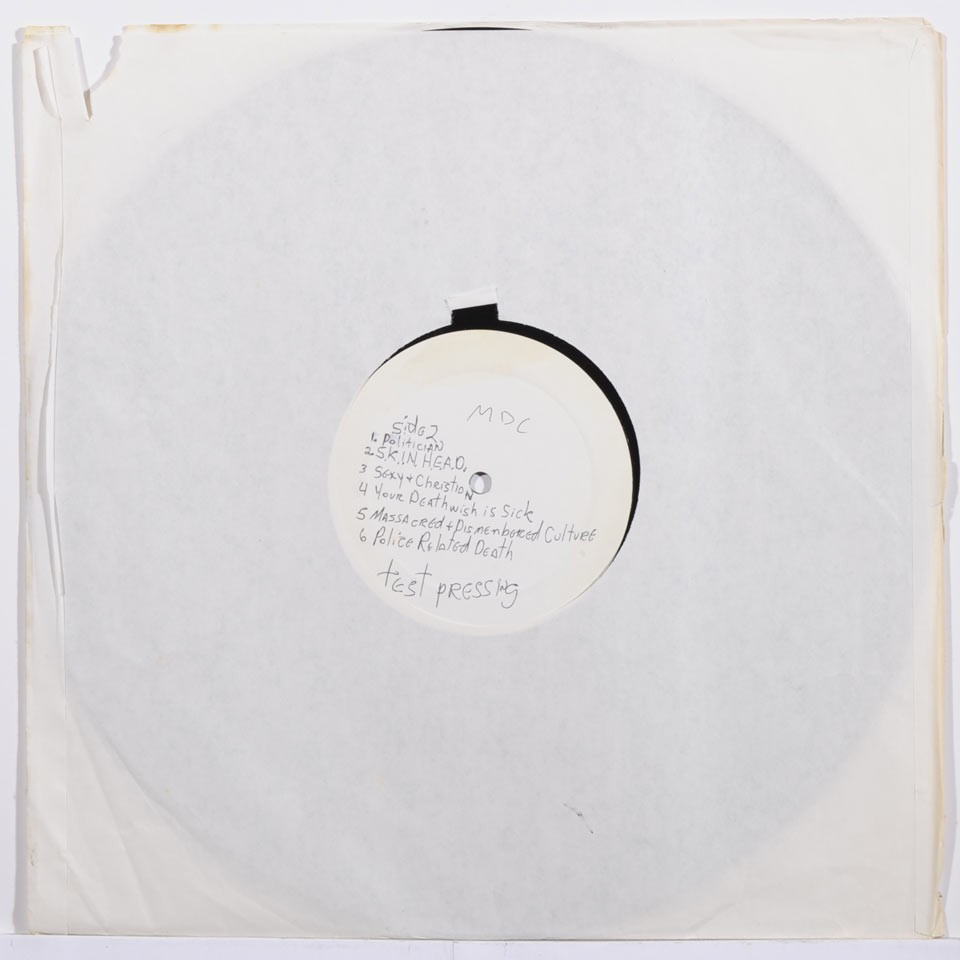 MDC
Side 2
1. Politician
2. S.K.I.N.H.E.A.D.
3 Sexy + Christian
4 Your Deathwish is Sick
5 Massacred + Dismenbered Culture
6 Police Related Death
test pressing